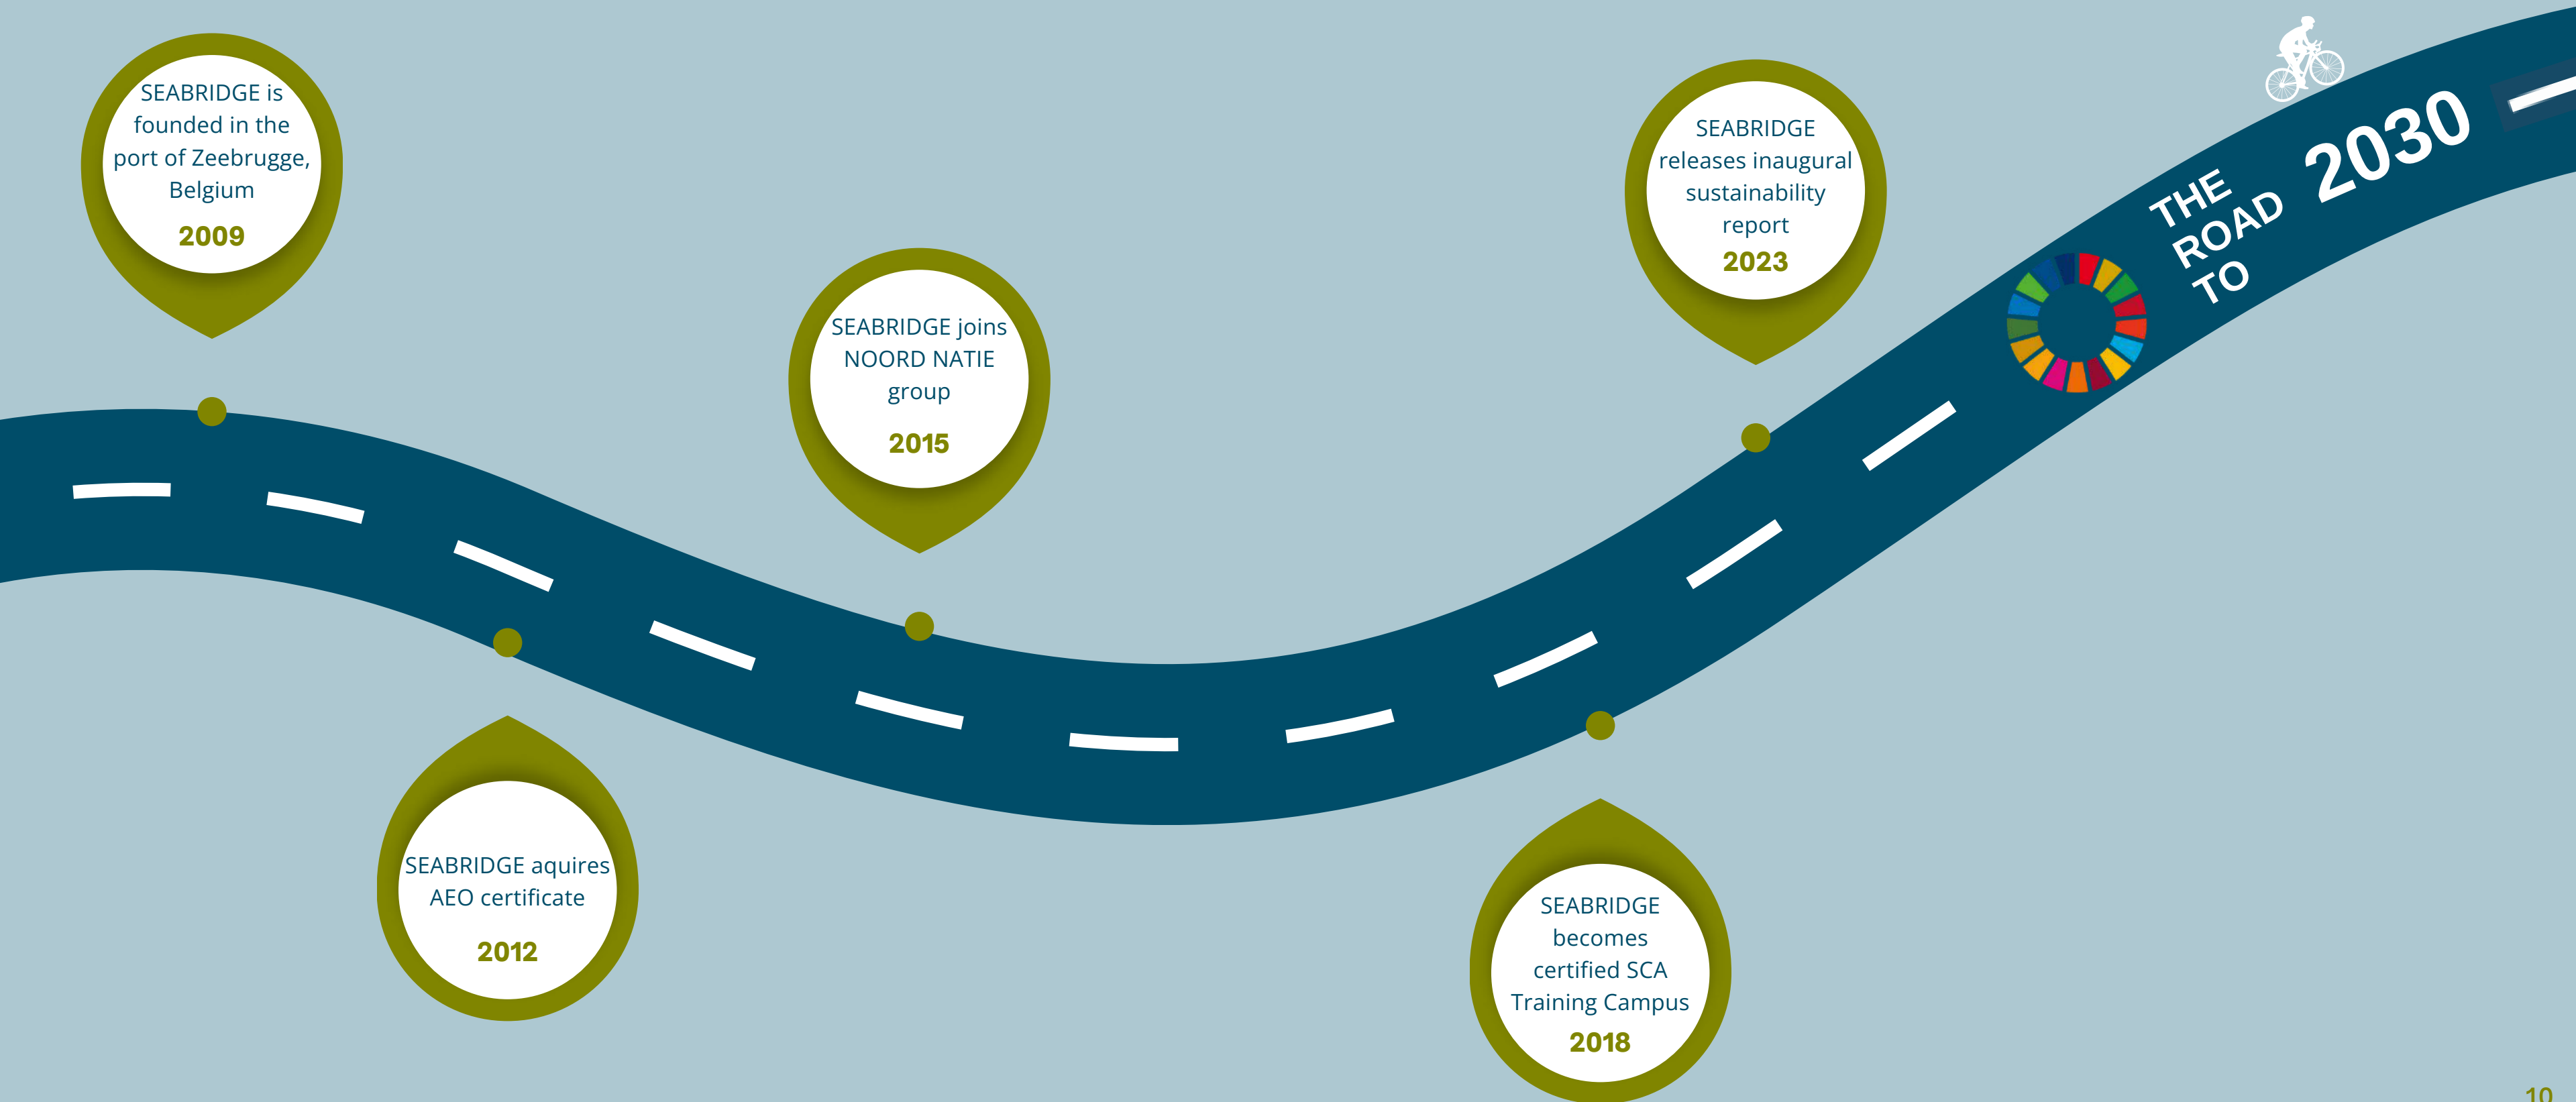 SEABRIDGE is
founded in the
port of Zeebrugge,
Belgium
2009
SEABRIDGE aquires
AEO certificate
2012
SEABRIDGE joins
NOORD NATIE
group
2015
SEABRIDGE
becomes
certified SCA
Training Campus
2018
SEABRIDGE
releases inaugural
sustainability
report
2023
THE
ROAD
TO
2030
10